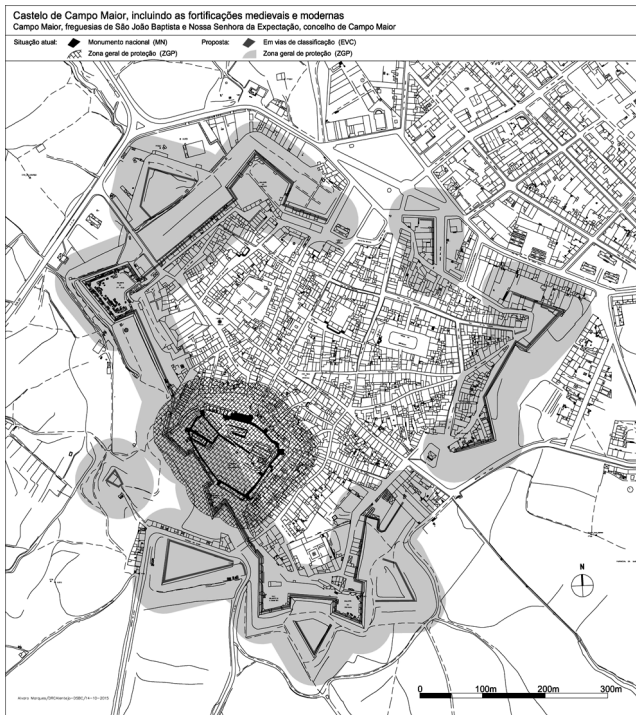 Castelo de Campo Maior, incluindo as fortificações medievais e modernas
Campo Maior, freguesias de São João Baptista e Nossa Senhora da Expectação, concelho de Campo Maior
Situação atual: Monumento nacional (MN) Proposta: Em vias de classificação (EVC)
Zona geral de proteção (ZGP) Zona geral de proteção (ZGP)
N
0 100m 200m 300m